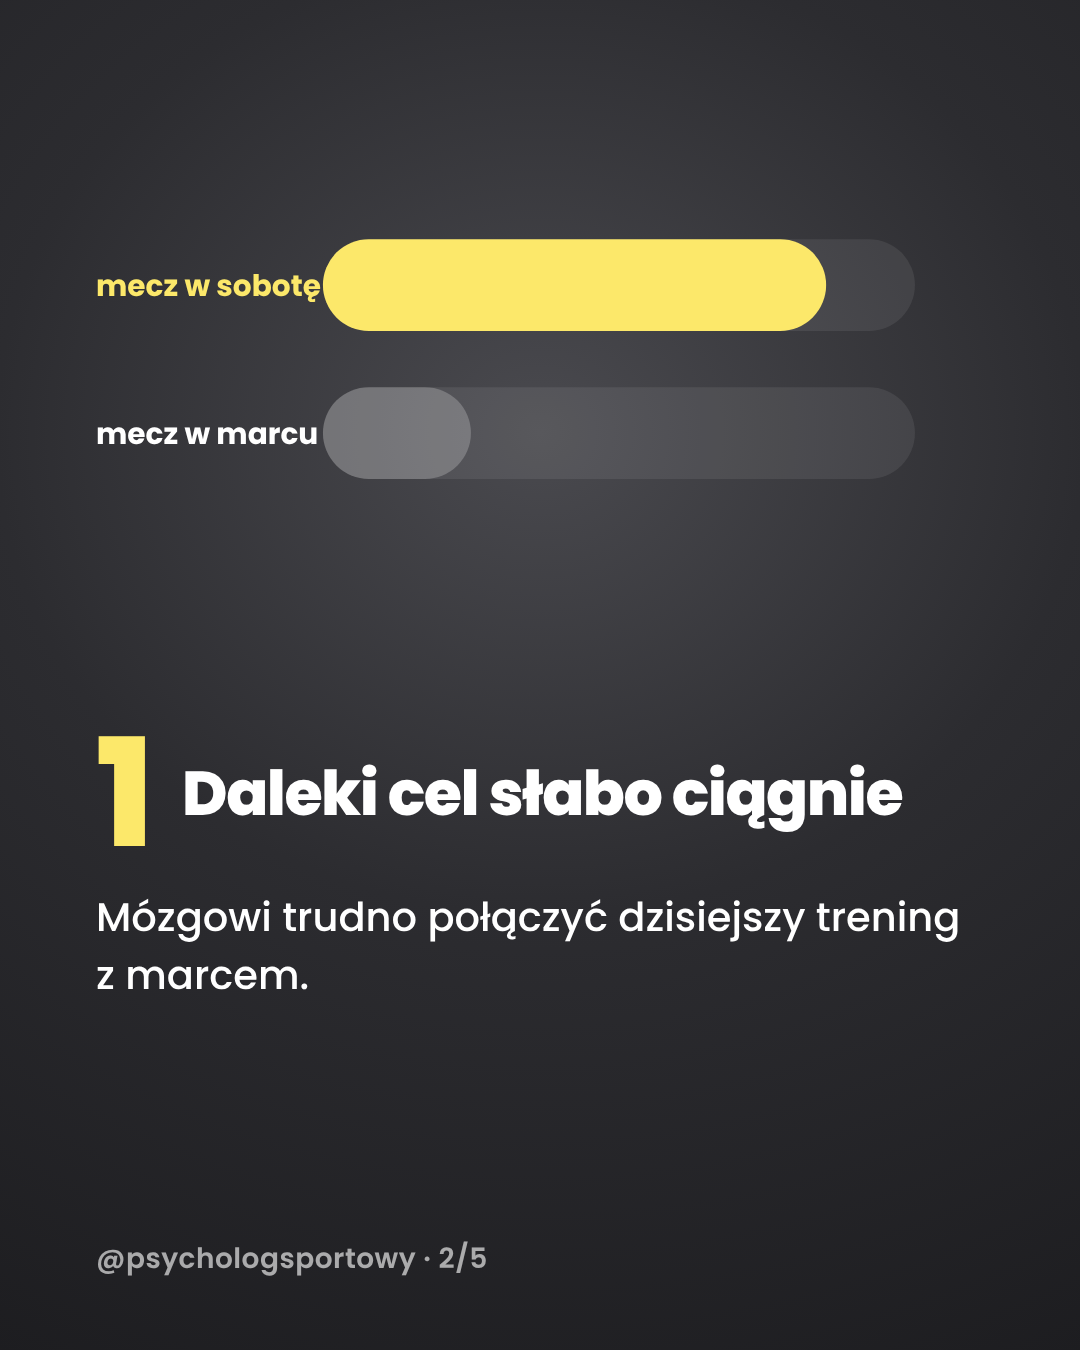 mecz w sobotę
mecz w marcu
1 Daleki cel słabo ciągnie
Mózgowi trudno połączyć dzisiejszy trening
z marcem.
@psychologsportowy · 2/5